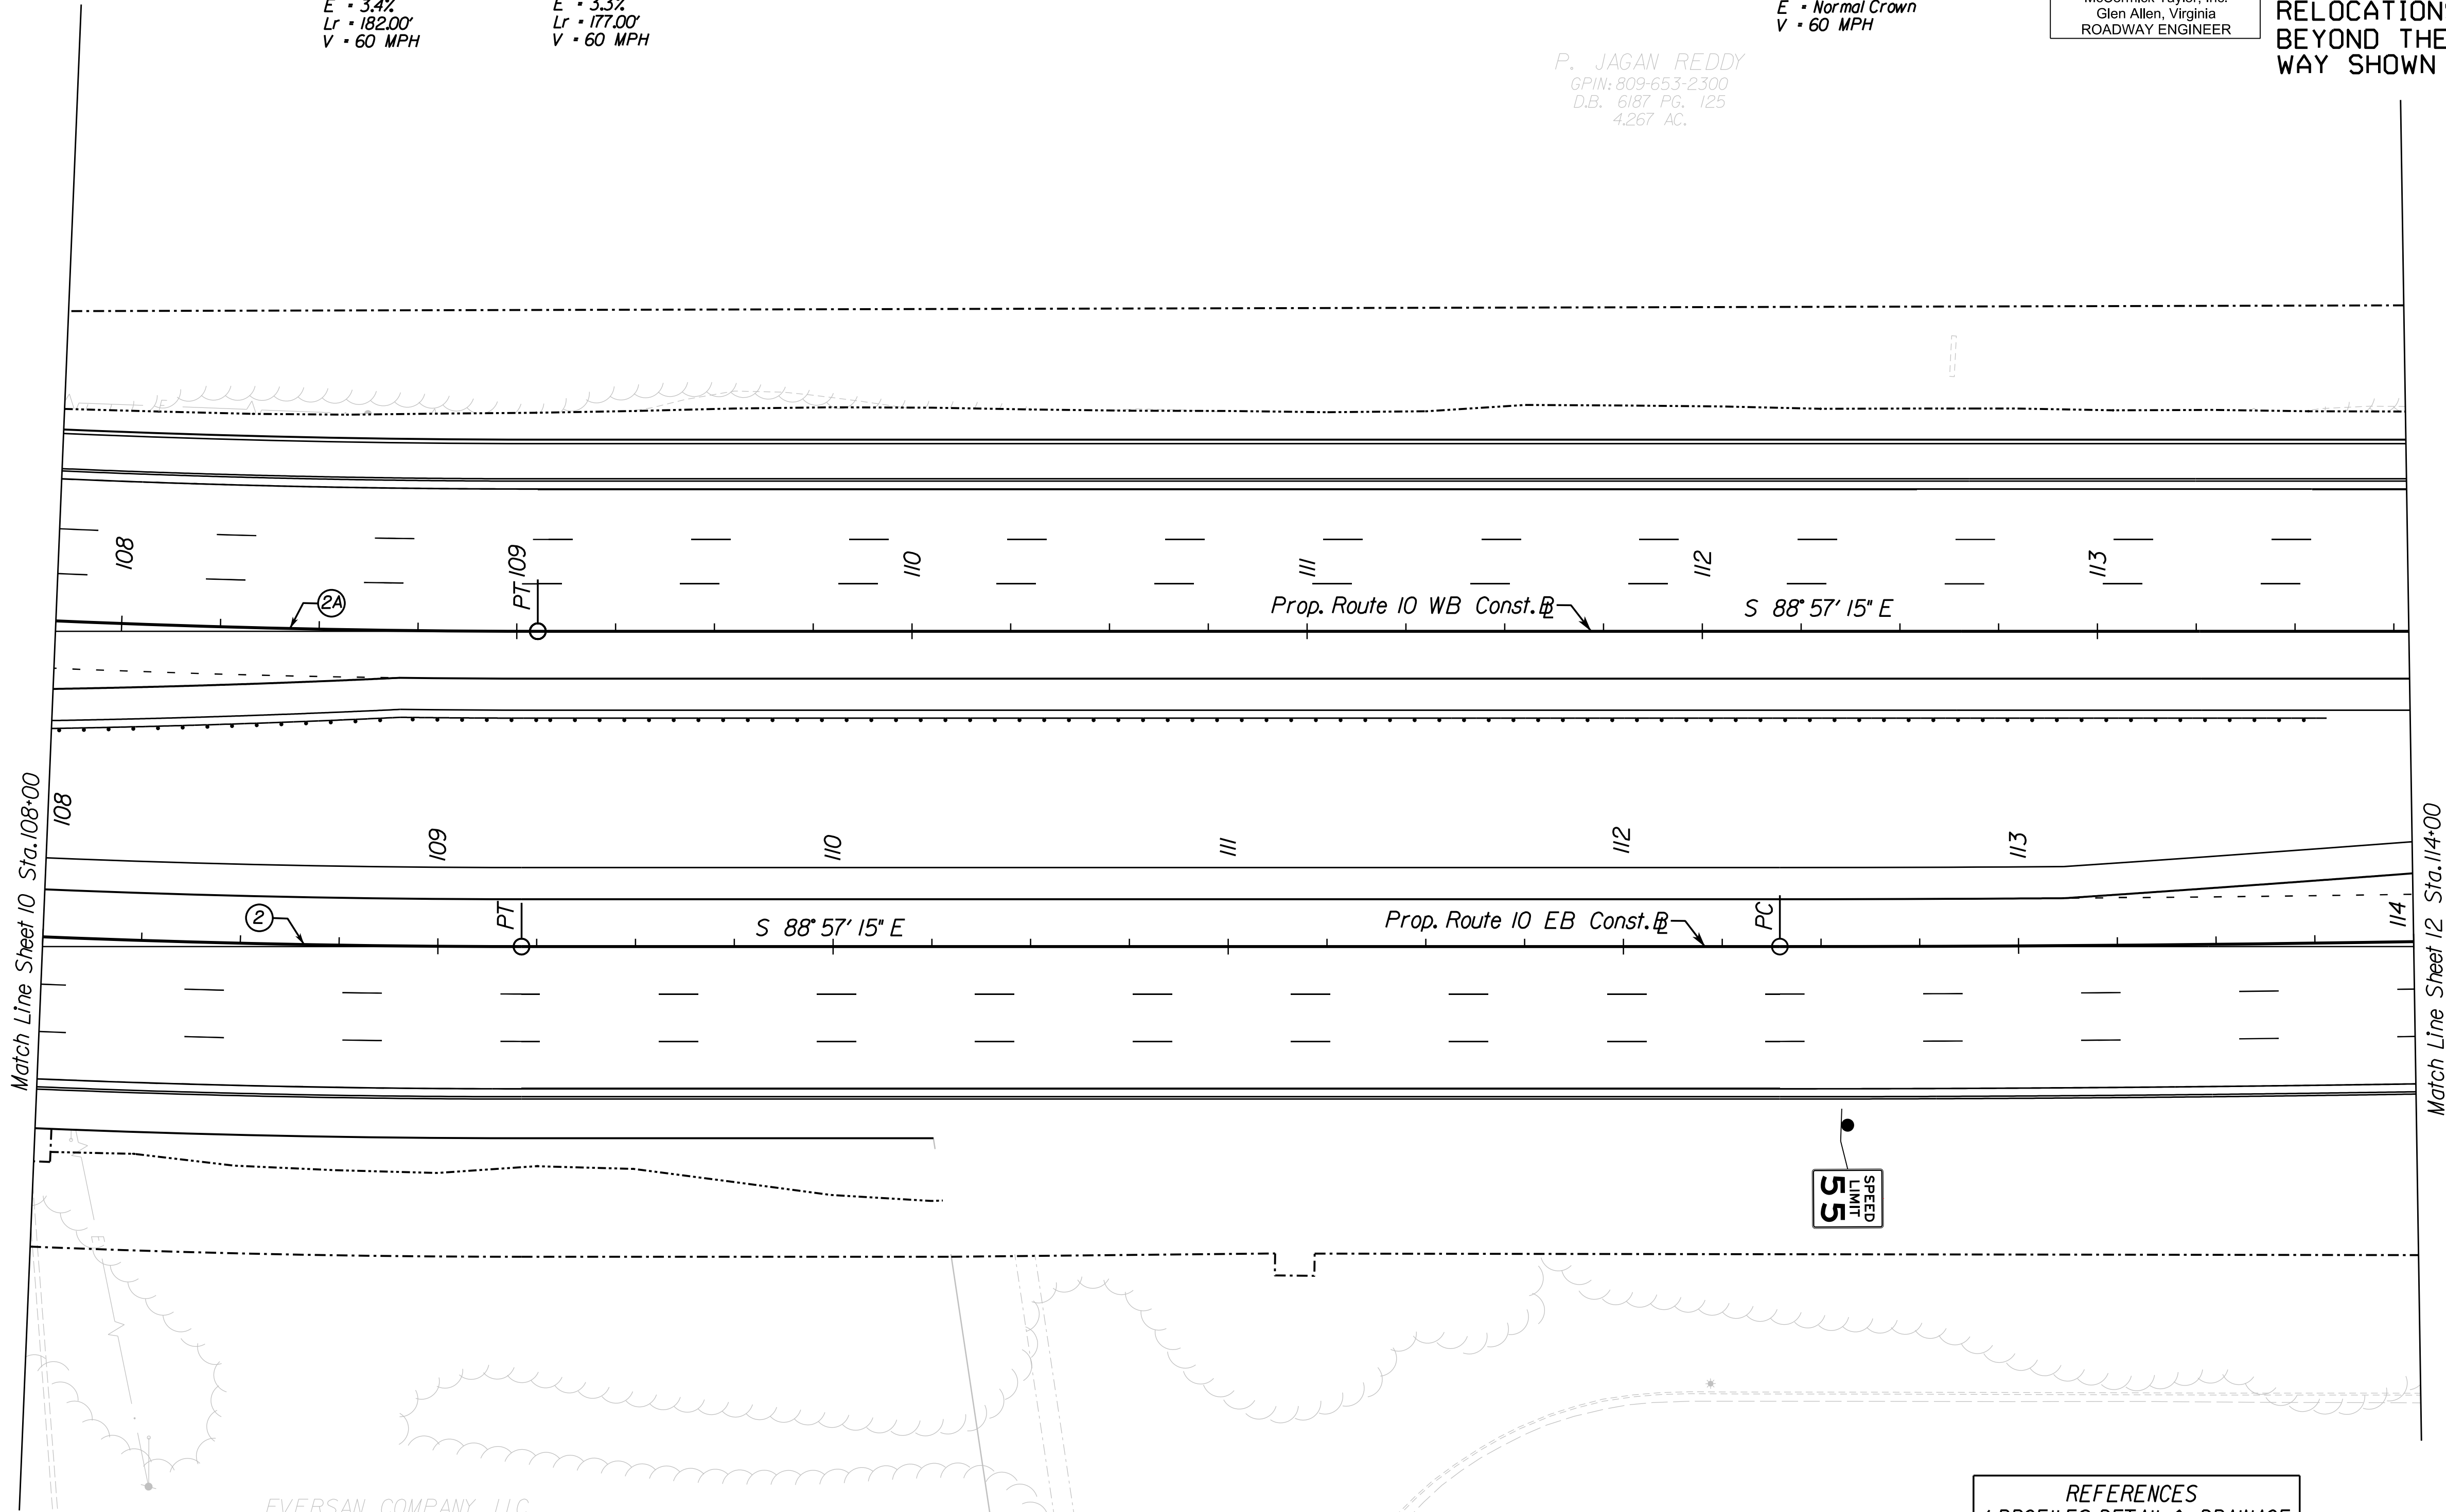 E = 3.4%
Lr = 182.00'
V = 60 MPH
E = 3.3%
Lr = 177.00'
V = 60 MPH
E = Normal Crown
V = 60 MPH
McCormick Taylor, Inc.
Glen Allen, Virginia
ROADWAY ENGINEER
RELOCATIONS
BEYOND THE
WAY SHOWN
P. JAGAN REDDY
GPIN: 809-653-2300
D.B. 6187 PG. 125
4.267 AC.
108
PT 109
110
111
112
113
2A
Prop. Route 10 WB Const. B
S 88° 57' 15" E
Match Line Sheet 10 Sta. 108+00
108
109
110
111
112
113
114
2
PT
S 88° 57' 15" E
Prop. Route 10 EB Const. B
PC
Match Line Sheet 12 Sta. 114+00
SPEED
LIMIT
55
E
E
EVERSAN COMPANY, LLC
REFERENCES